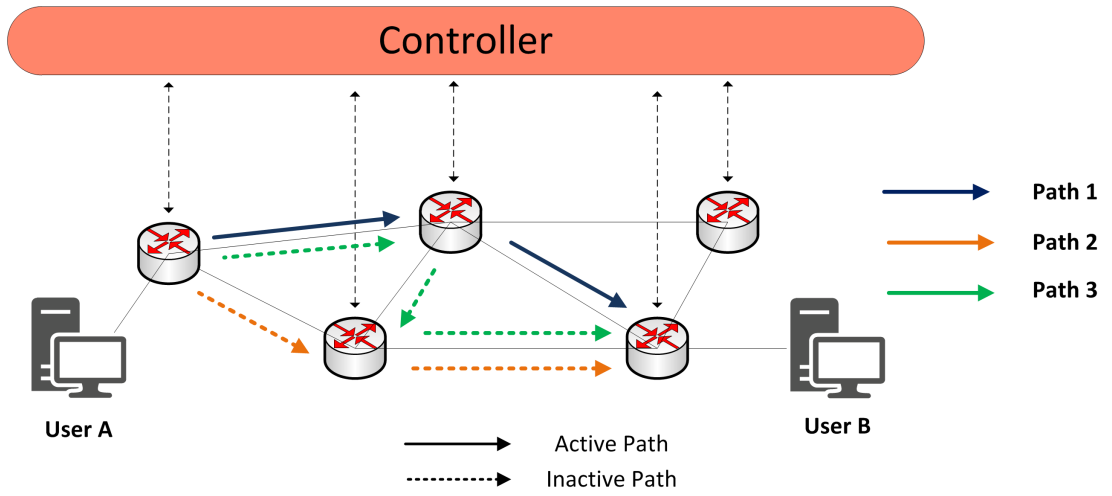 Controller
Path 1
Path 2
Path 3
User A
User B
Active Path
Inactive Path